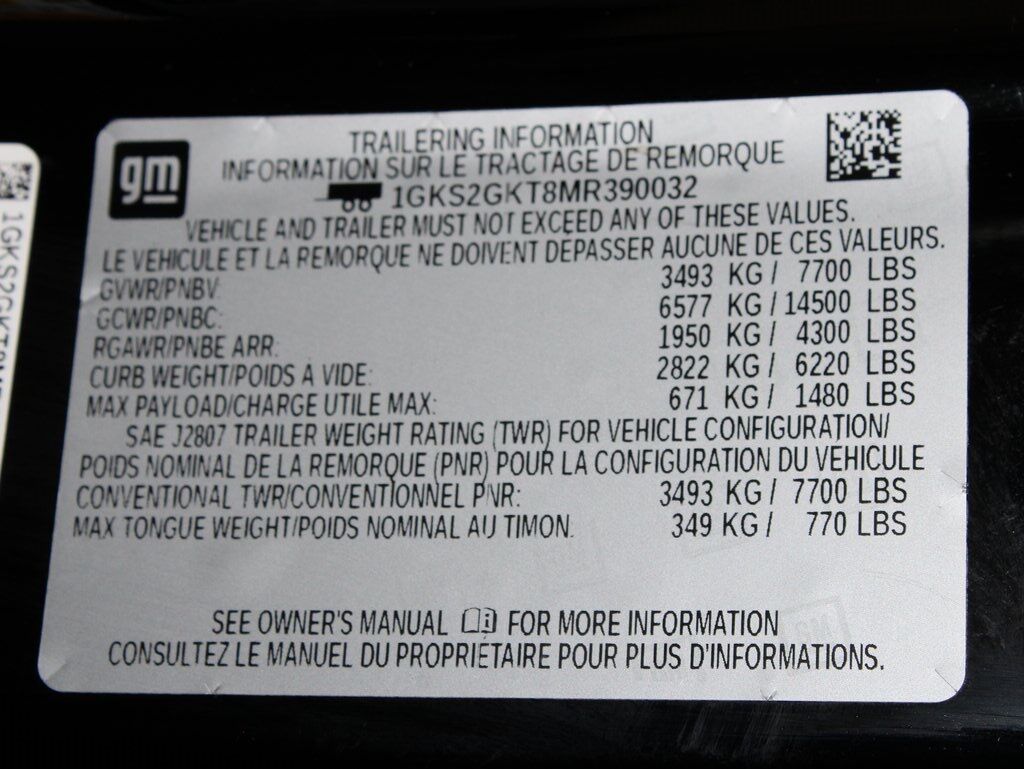 gm
TRAILERING INFORMATION
INFORMATION SUR LE TRACTAGE DE REMORQUE
1GKS2GKT8MR390032
VEHICLE AND TRAILER MUST NOT EXCEED ANY OF THESE VALUES.
LE VEHICULE ET LA REMORQUE NE DOIVENT DEPASSER AUCUNE DE CES VALEURS.
GVWR/PNBV: 3493 KG / 7700 LBS
GCWR/PNBC: 6577 KG / 14500 LBS
RGAWR/PNBE ARR: 1950 KG / 4300 LBS
CURB WEIGHT/POIDS À VIDE: 2822 KG / 6220 LBS
MAX PAYLOAD/CHARGE UTILE MAX: 671 KG / 1480 LBS
SAE J2807 TRAILER WEIGHT RATING (TWR) FOR VEHICLE CONFIGURATION/
POIDS NOMINAL DE LA REMORQUE (PNR) POUR LA CONFIGURATION DU VEHICULE
CONVENTIONAL TWR/CONVENTIONNEL PNR: 3493 KG / 7700 LBS
MAX TONGUE WEIGHT/POIDS NOMINAL AU TIMON: 349 KG / 770 LBS
SEE OWNER'S MANUAL FOR MORE INFORMATION
CONSULTEZ LE MANUEL DU PROPRIÉTAIRE POUR PLUS D'INFORMATIONS.